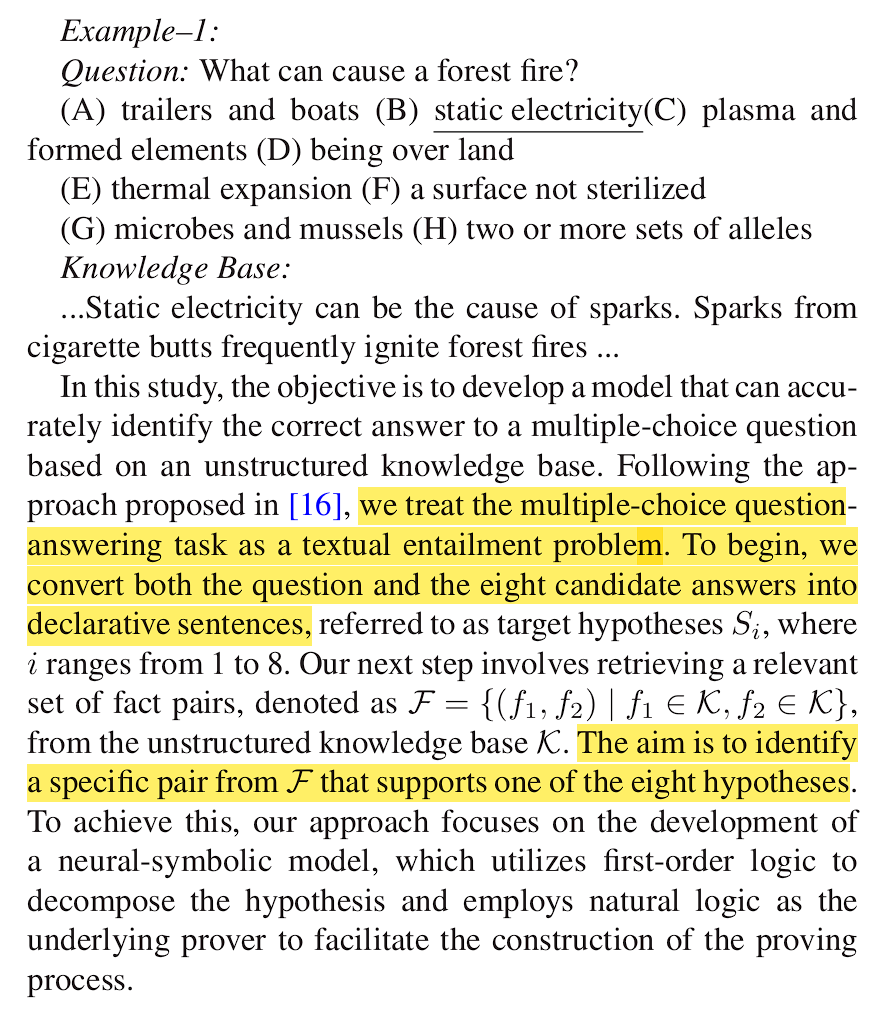 Example–1:
Question: What can cause a forest fire?
(A) trailers and boats (B) static electricity(C) plasma and
formed elements (D) being over land
(E) thermal expansion (F) a surface not sterilized
(G) microbes and mussels (H) two or more sets of alleles
Knowledge Base:
...Static electricity can be the cause of sparks. Sparks from
cigarette butts frequently ignite forest fires ...
In this study, the objective is to develop a model that can accu-
rately identify the correct answer to a multiple-choice question
based on an unstructured knowledge base. Following the ap-
proach proposed in [16], we treat the multiple-choice question-
answering task as a textual entailment problem. To begin, we
convert both the question and the eight candidate answers into
declarative sentences, referred to as target hypotheses Sᵢ, where
i ranges from 1 to 8. Our next step involves retrieving a relevant
set of fact pairs, denoted as ℱ = {(f₁, f₂) | f₁ ∈ 𝒦, f₂ ∈ 𝒦},
from the unstructured knowledge base 𝒦. The aim is to identify
a specific pair from ℱ that supports one of the eight hypotheses.
To achieve this, our approach focuses on the development of
a neural-symbolic model, which utilizes first-order logic to
decompose the hypothesis and employs natural logic as the
underlying prover to facilitate the construction of the proving
process.